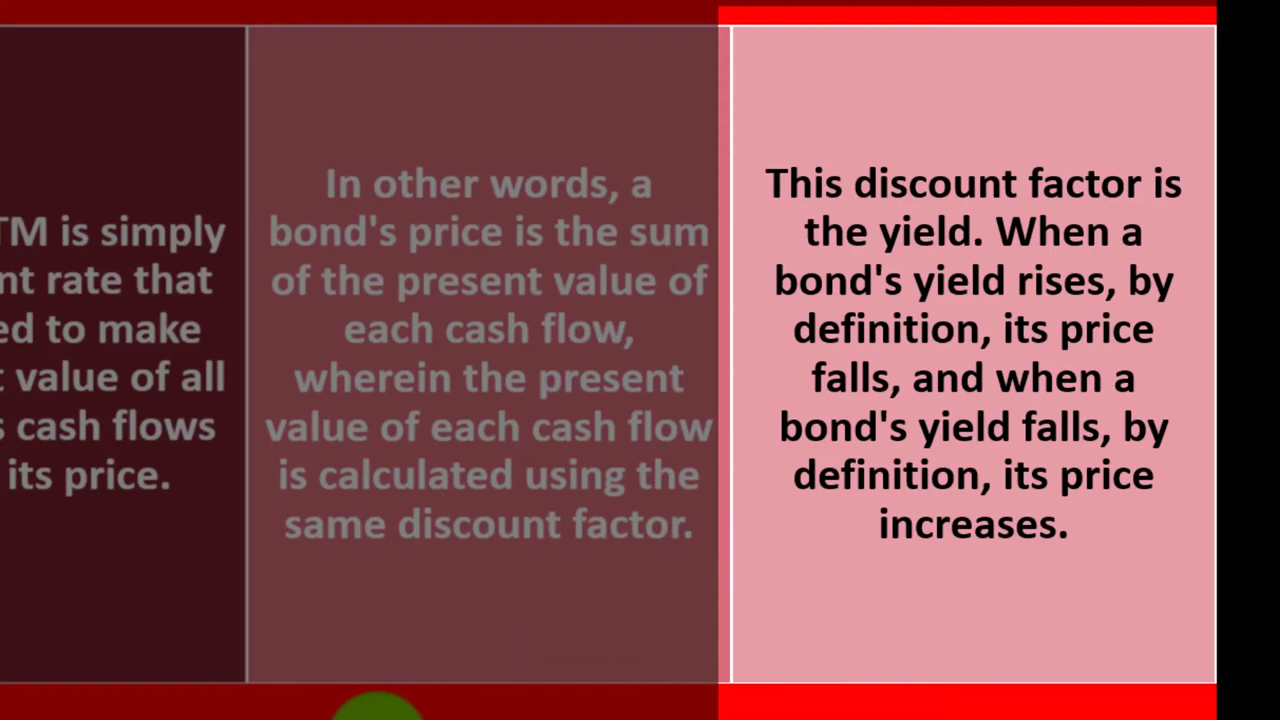 TM is simply
nt rate that
ed to make
value of all
s cash flows
its price.
In other words, a
bond's price is the sum
of the present value of
each cash flow,
wherein the present
value of each cash flow
is calculated using the
same discount factor.
This discount factor is
the yield. When a
bond's yield rises, by
definition, its price
falls, and when a
bond's yield falls, by
definition, its price
increases.